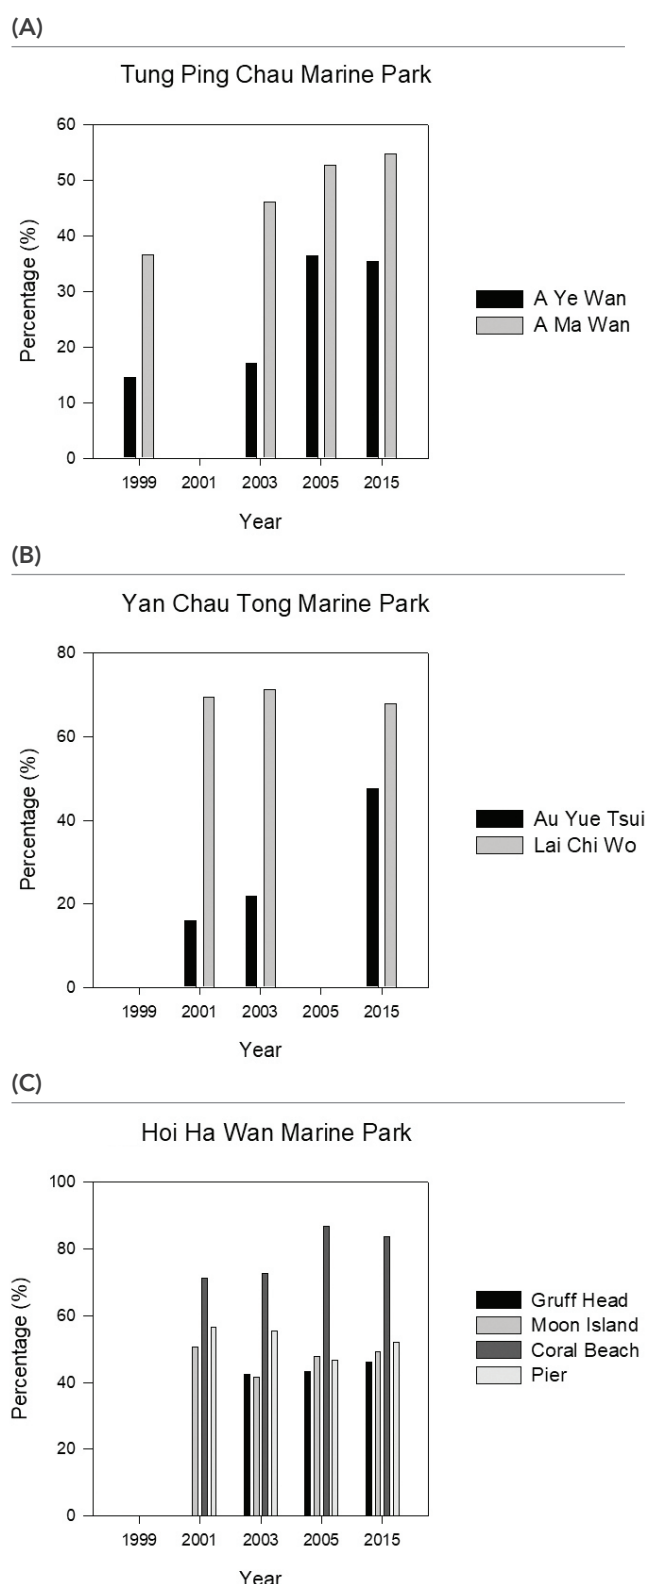 (A)
Tung Ping Chau Marine Park
60
50
40
30
20
10
0
Percentage (%)
1999 2001 2003 2005 2015
Year
A Ye Wan
A Ma Wan
(B)
Yan Chau Tong Marine Park
80
60
40
20
0
Percentage (%)
1999 2001 2003 2005 2015
Year
Au Yue Tsui
Lai Chi Wo
(C)
Hoi Ha Wan Marine Park
100
80
60
40
20
0
Percentage (%)
1999 2001 2003 2005 2015
Year
Gruff Head
Moon Island
Coral Beach
Pier